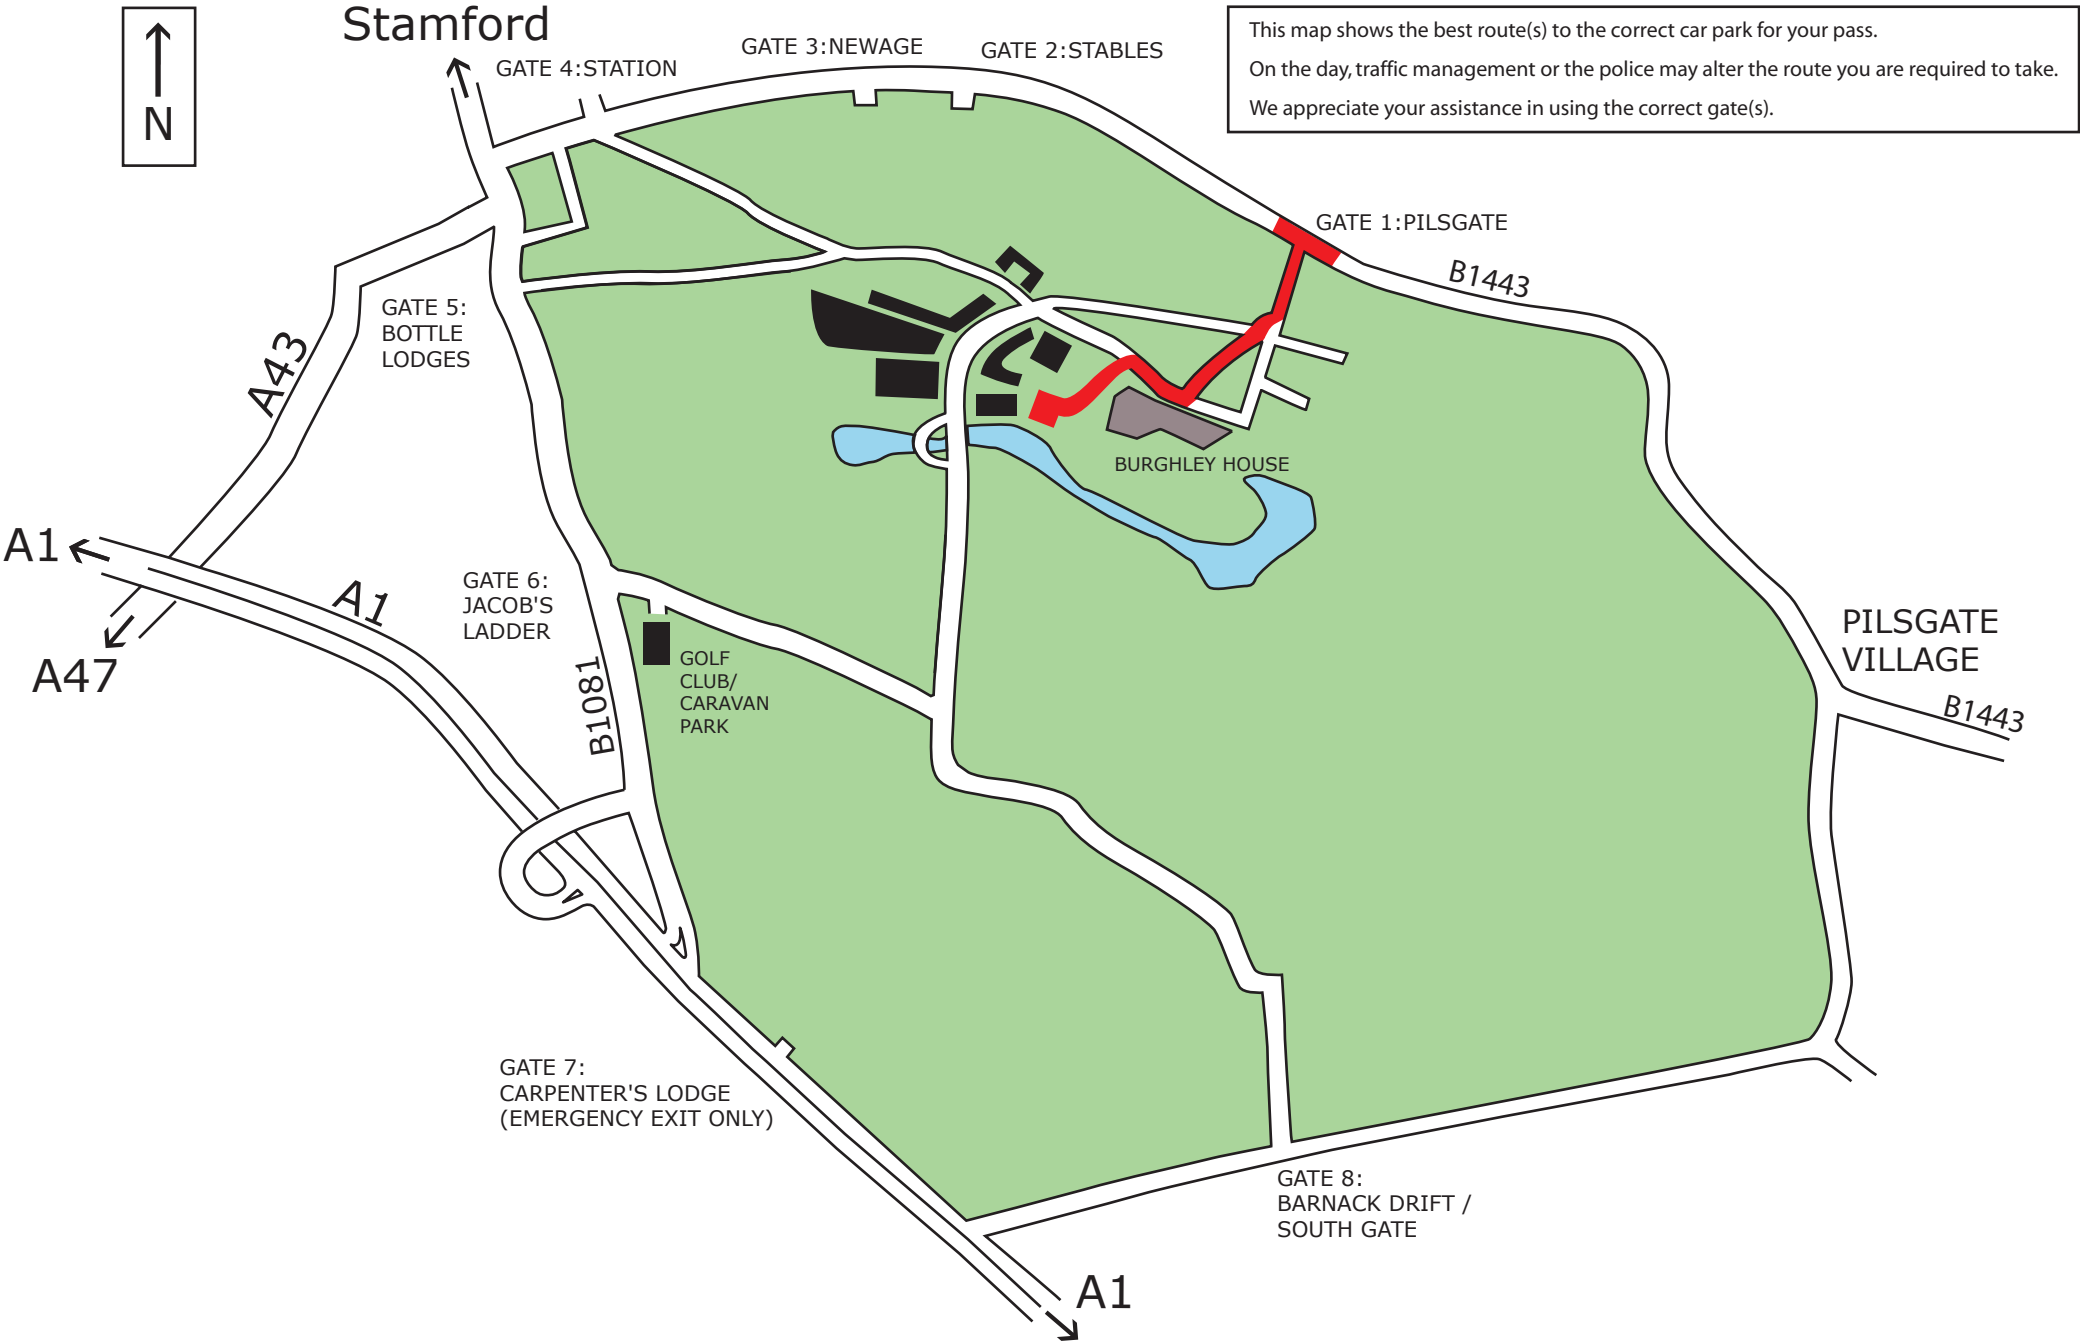 Stamford
N
GATE 4:STATION
GATE 3:NEWAGE
GATE 2:STABLES
This map shows the best route(s) to the correct car park for your pass.
On the day, traffic management or the police may alter the route you are required to take.
We appreciate your assistance in using the correct gate(s).
GATE 1:PILSGATE
B1443
GATE 5:
BOTTLE
LODGES
A43
BURGHLEY HOUSE
A1
A1
A47
GATE 6:
JACOB'S
LADDER
B1081
GOLF
CLUB/
CARAVAN
PARK
PILSGATE
VILLAGE
B1443
GATE 7:
CARPENTER'S LODGE
(EMERGENCY EXIT ONLY)
GATE 8:
BARNACK DRIFT /
SOUTH GATE
A1